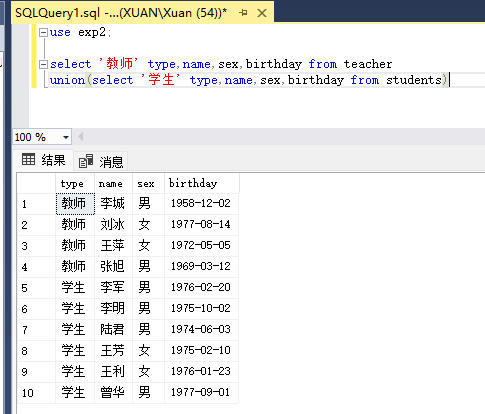 SQLQuery1.sql -...(XUAN\Xuan (54))*
use exp2;
select '教师' type,name,sex,birthday from teacher
union(select '学生' type,name,sex,birthday from students)
100 %
结果 消息
type name sex birthday
1 教师 李城 男 1958-12-02
2 教师 刘冰 女 1977-08-14
3 教师 王萍 女 1972-05-05
4 教师 张旭 男 1969-03-12
5 学生 李军 男 1976-02-20
6 学生 李明 男 1975-10-02
7 学生 陆君 男 1974-06-03
8 学生 王芳 女 1975-02-10
9 学生 王利 女 1976-01-23
10 学生 曾华 男 1977-09-01